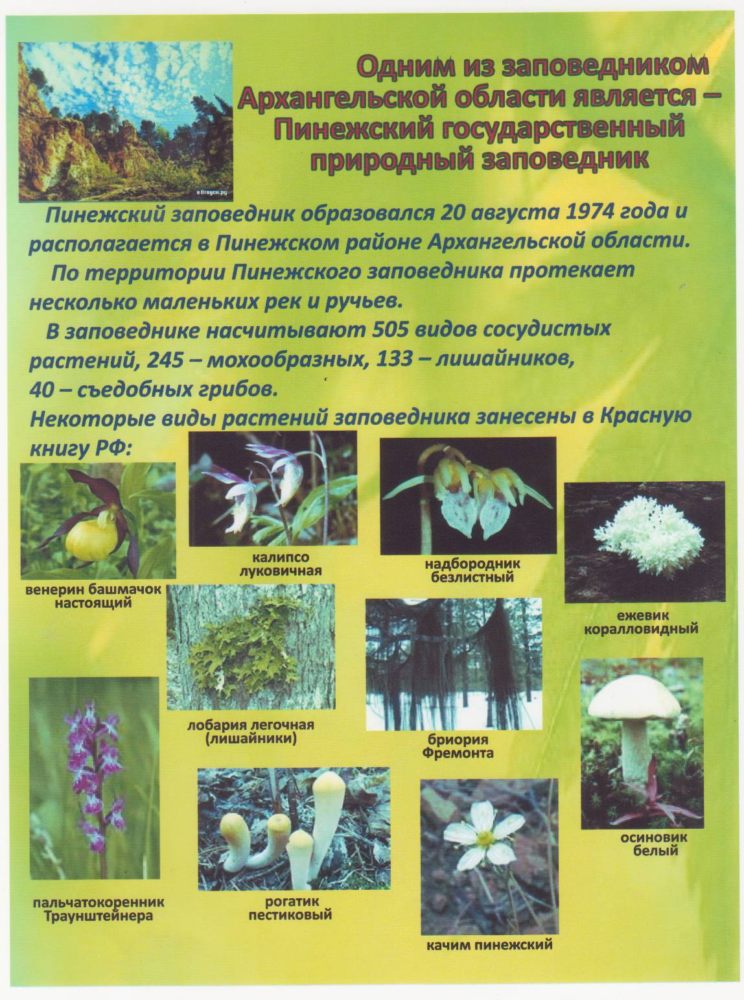 Одним из заповедником
Архангельской области является –
Пинежский государственный
природный заповедник
в Отпуск.ру
Пинежский заповедник образовался 20 августа 1974 года и
располагается в Пинежском районе Архангельской области.
По территории Пинежского заповедника протекает
несколько маленьких рек и ручьев.
В заповеднике насчитывают 505 видов сосудистых
растений, 245 – мохообразных, 133 – лишайников,
40 – съедобных грибов.
Некоторые виды растений заповедника занесены в Красную
книгу РФ:
венерин башмачок
настоящий
калипсо
луковичная
надбородник
безлистный
ежевик
коралловидный
лобария легочная
(лишайники)
бриория
Фремонта
осиновик
белый
пальчатокоренник
Траунштейнера
рогатик
пестиковый
качим пинежский